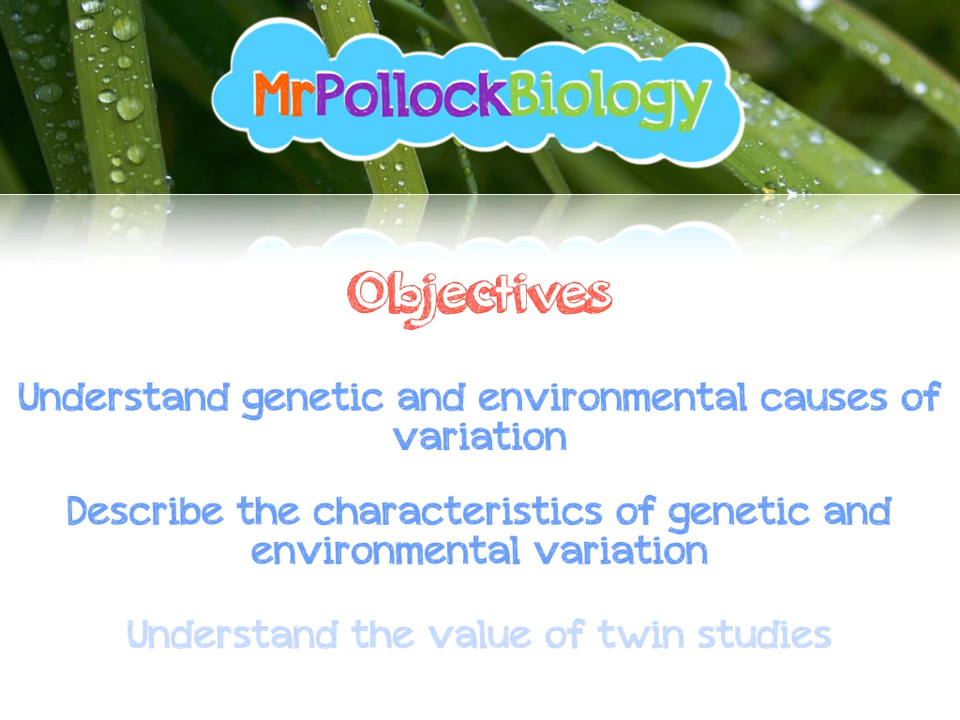 MrPollockBiology
Objectives
Understand genetic and environmental causes of
variation
Describe the characteristics of genetic and
environmental variation
Understand the value of twin studies